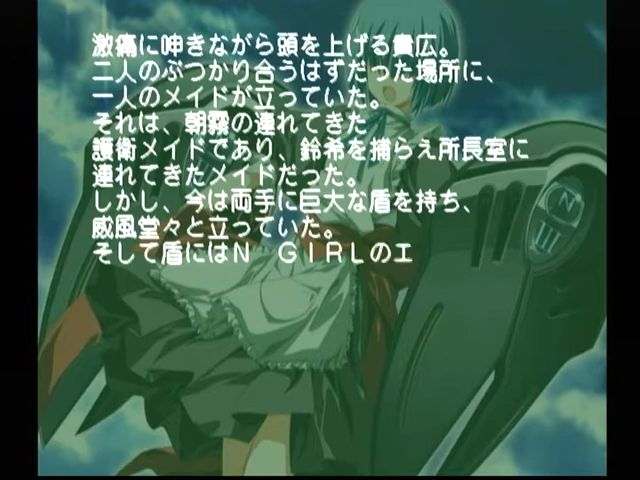 激痛に呻きながら頭を上げる貴広。
二人のぶつかり合うはずだった場所に、
一人のメイドが立っていた。
それは、朝霧の連れてきた
護衛メイドであり、鈴希を捕らえ所長室に
連れてきたメイドだった。
しかし、今は両手に巨大な盾を持ち、
威風堂々と立っていた。
そして盾にはＮ　ＧＩＲＬのエ
N
III